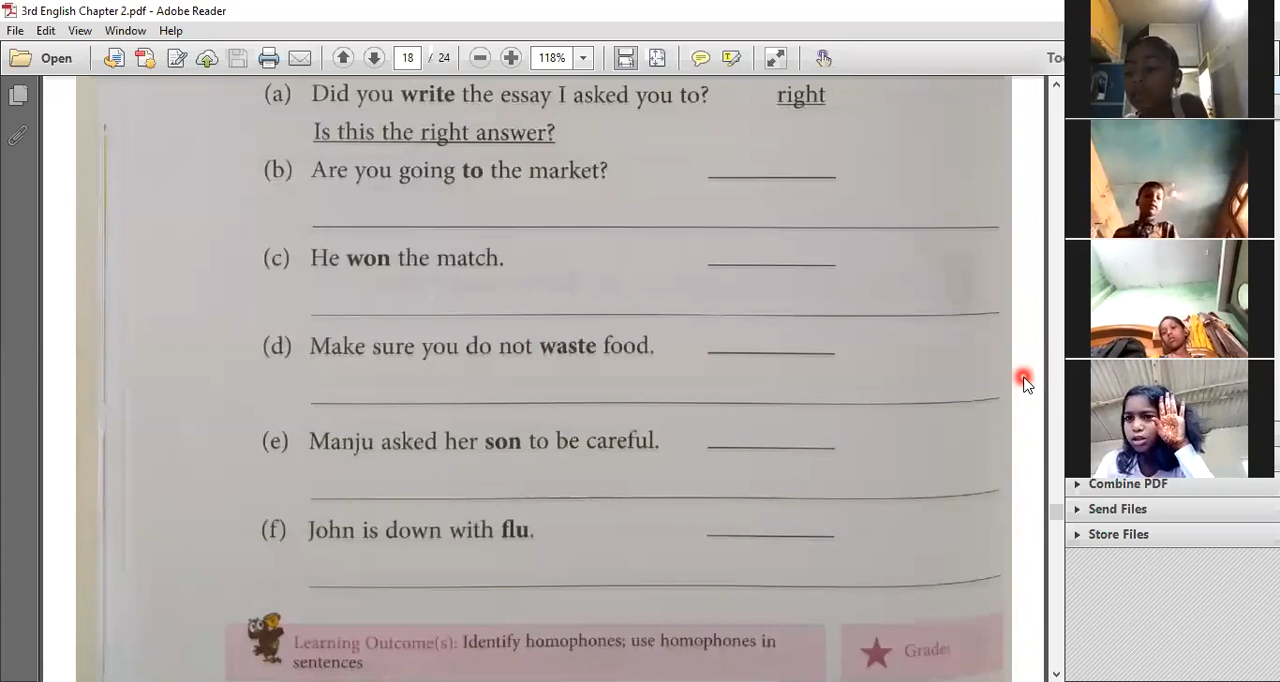 3rd English Chapter 2.pdf - Adobe Reader
File Edit View Window Help
Open 18 / 24 118%
(a) Did you write the essay I asked you to? right
Is this the right answer?
(b) Are you going to the market?
(c) He won the match.
(d) Make sure you do not waste food.
(e) Manju asked her son to be careful.
(f) John is down with flu.
Learning Outcome(s): Identify homophones; use homophones in
sentences
Combine PDF
Send Files
Store Files